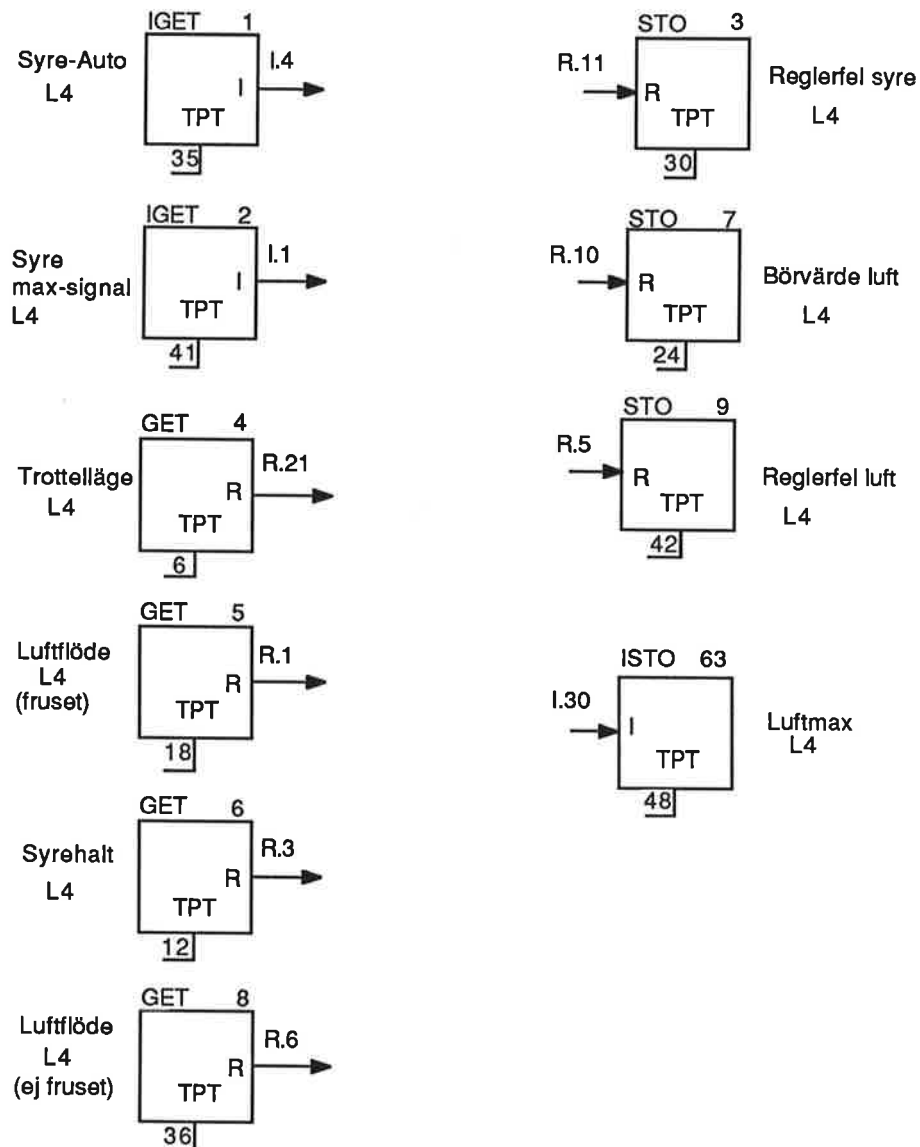 IGET 1
Syre-Auto
L4
I.4
I
TPT
35
IGET 2
Syre
max-signal
L4
I.1
I
TPT
41
GET 4
Trottelläge
L4
R.21
R
TPT
6
GET 5
Luftflöde
L4
(fruset)
R.1
R
TPT
18
GET 6
Syrehalt
L4
R.3
R
TPT
12
GET 8
Luftflöde
L4
(ej fruset)
R.6
R
TPT
36
STO 3
R.11
R
TPT
30
Reglerfel syre
L4
STO 7
R.10
R
TPT
24
Börvärde luft
L4
STO 9
R.5
R
TPT
42
Reglerfel luft
L4
ISTO 63
I.30
I
TPT
48
Luftmax
L4